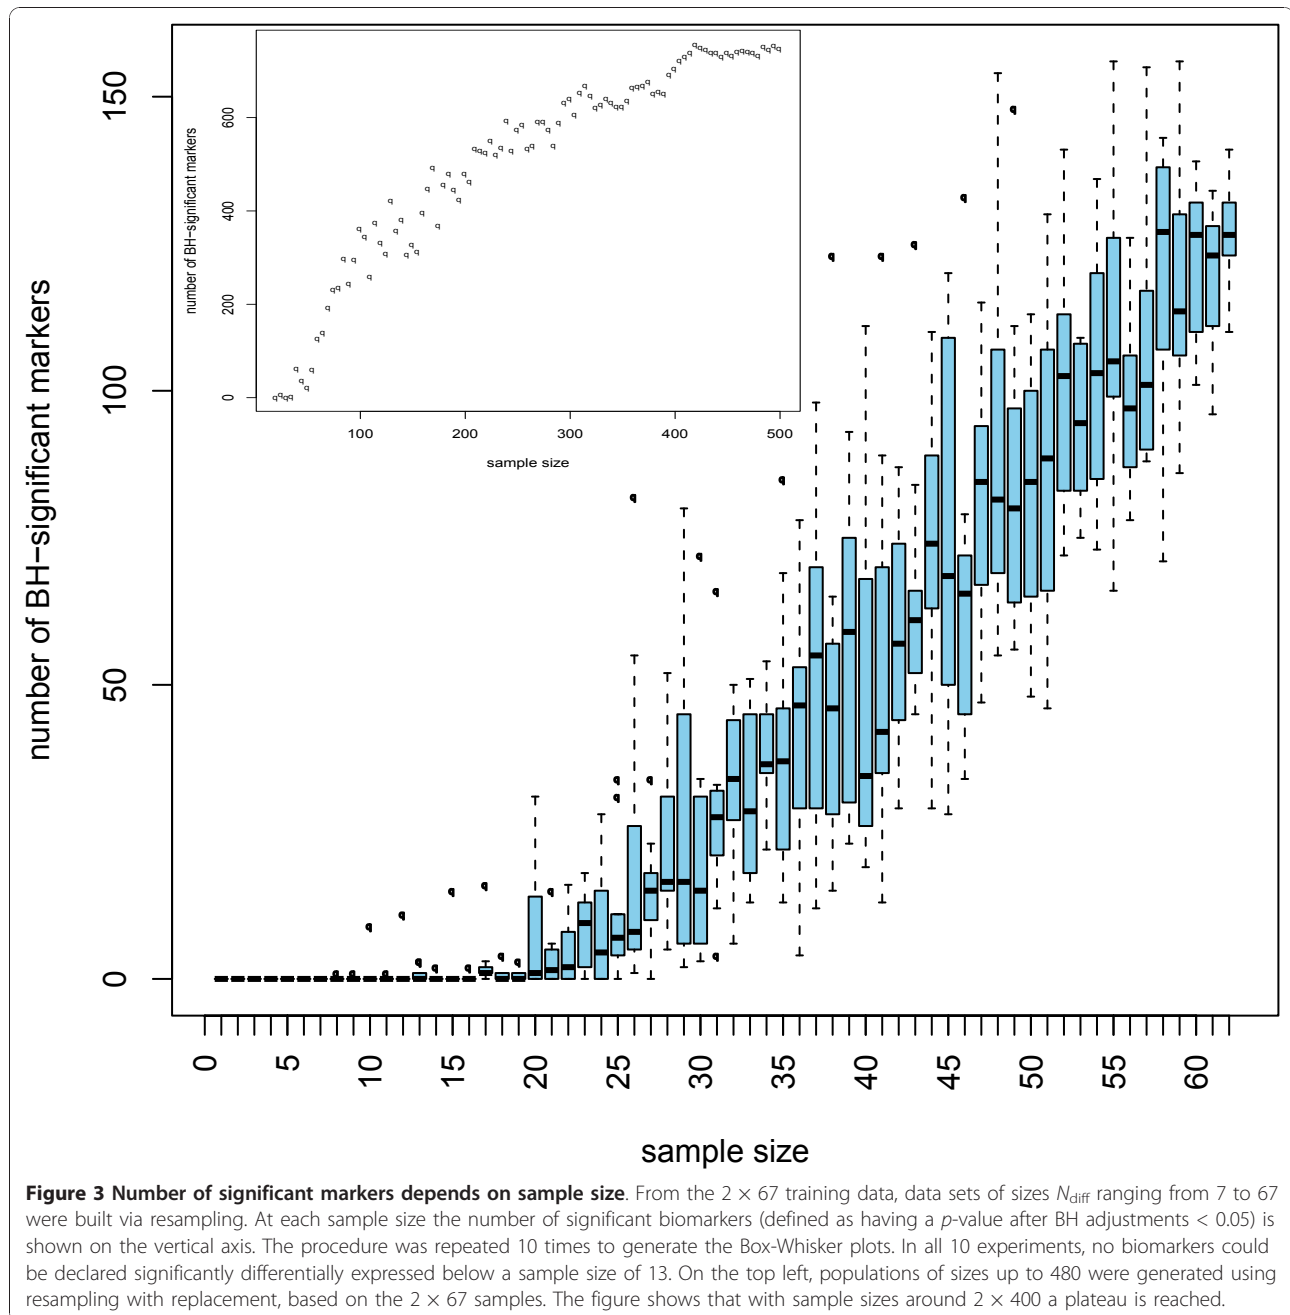 number of BH−significant markers
150
100
50
0
number of BH−significant markers
600
400
200
0
100 200 300 400 500
sample size
0 5 10 15 20 25 30 35 40 45 50 55 60
sample size
Figure 3 Number of significant markers depends on sample size. From the 2 × 67 training data, data sets of sizes Ndiff ranging from 7 to 67
were built via resampling. At each sample size the number of significant biomarkers (defined as having a p-value after BH adjustments < 0.05) is
shown on the vertical axis. The procedure was repeated 10 times to generate the Box-Whisker plots. In all 10 experiments, no biomarkers could
be declared significantly differentially expressed below a sample size of 13. On the top left, populations of sizes up to 480 were generated using
resampling with replacement, based on the 2 × 67 samples. The figure shows that with sample sizes around 2 × 400 a plateau is reached.